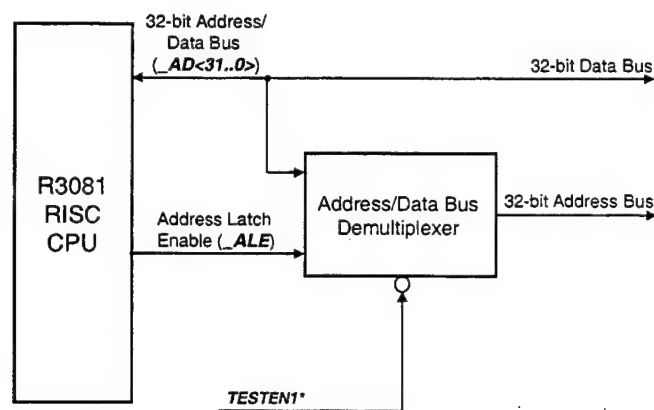 32-bit Address/
Data Bus
(_AD<31..0>)
32-bit Data Bus
R3081
RISC
CPU
Address/Data Bus
Demultiplexer
32-bit Address Bus
Address Latch
Enable (_ALE)
TESTEN1*